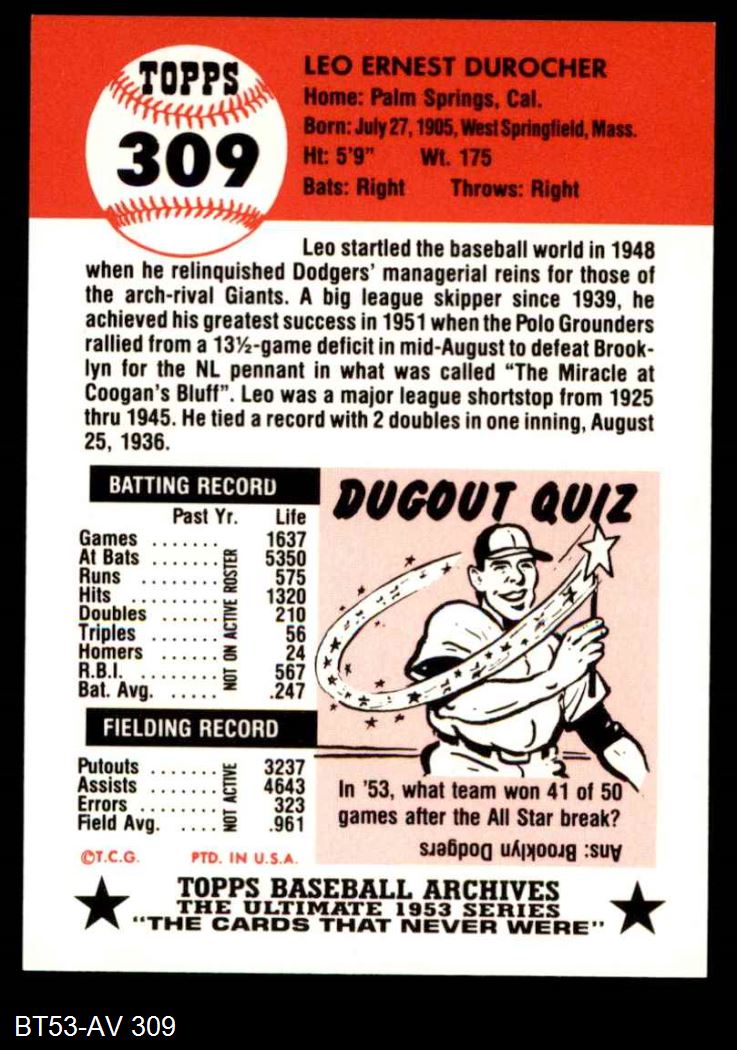 TOPPS
309
LEO ERNEST DUROCHER
Home: Palm Springs, Cal.
Born: July 27, 1905, West Springfield, Mass.
Ht: 5'9" Wt. 175
Bats: Right Throws: Right
Leo startled the baseball world in 1948
when he relinquished Dodgers' managerial reins for those of
the arch-rival Giants. A big league skipper since 1939, he
achieved his greatest success in 1951 when the Polo Grounders
rallied from a 13½-game deficit in mid-August to defeat Brook-
lyn for the NL pennant in what was called "The Miracle at
Coogan's Bluff". Leo was a major league shortstop from 1925
thru 1945. He tied a record with 2 doubles in one inning, August
25, 1936.
BATTING RECORD
Past Yr. Life
Games ....... 1637
At Bats ....... 5350
Runs ....... 575
Hits ....... 1320
Doubles ...... 210
Triples ...... 56
Homers ..... 24
R.B.I. ...... 567
Bat. Avg. ..... .247
NOT ON ACTIVE ROSTER
FIELDING RECORD
Putouts ....... 3237
Assists ....... 4643
Errors ....... 323
Field Avg. .... .961
NOT ACTIVE
©T.C.G. PTD. IN U.S.A.
DUGOUT QUIZ
In '53, what team won 41 of 50
games after the All Star break?
Ans: Brooklyn Dodgers
TOPPS BASEBALL ARCHIVES
THE ULTIMATE 1953 SERIES
"THE CARDS THAT NEVER WERE"
BT53-AV 309